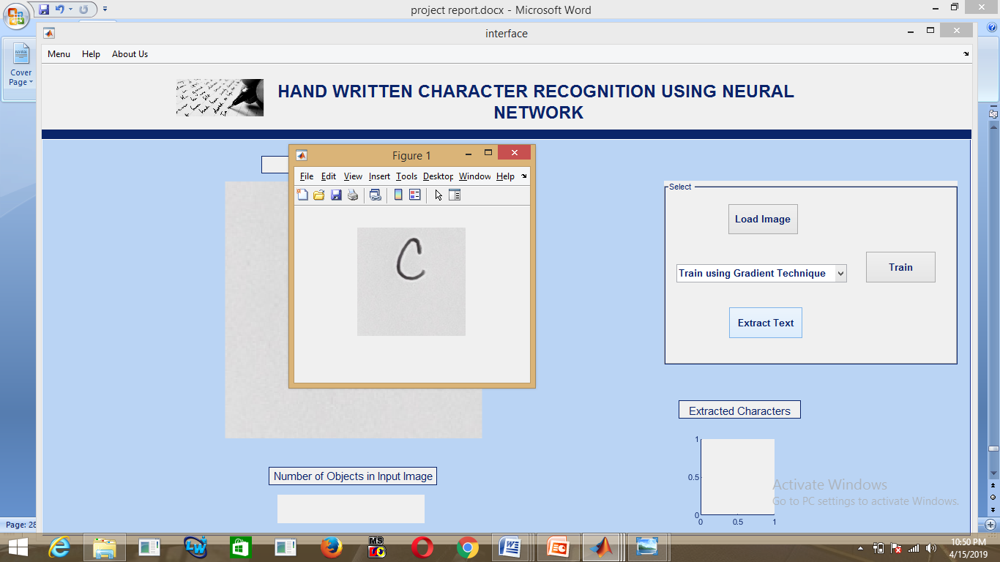 project report.docx - Microsoft Word
interface
Menu Help About Us
Cover
Page
HAND WRITTEN CHARACTER RECOGNITION USING NEURAL
NETWORK
Figure 1
File Edit View Insert Tools Desktop Window Help
C
Select
Load Image
Train using Gradient Technique
Train
Extract Text
Extracted Characters
1
0.5
0
0 0.5 1
Number of Objects in Input Image
Activate Windows
Go to PC settings to activate Windows.
Page: 28
MS
10:50 PM
4/15/2019